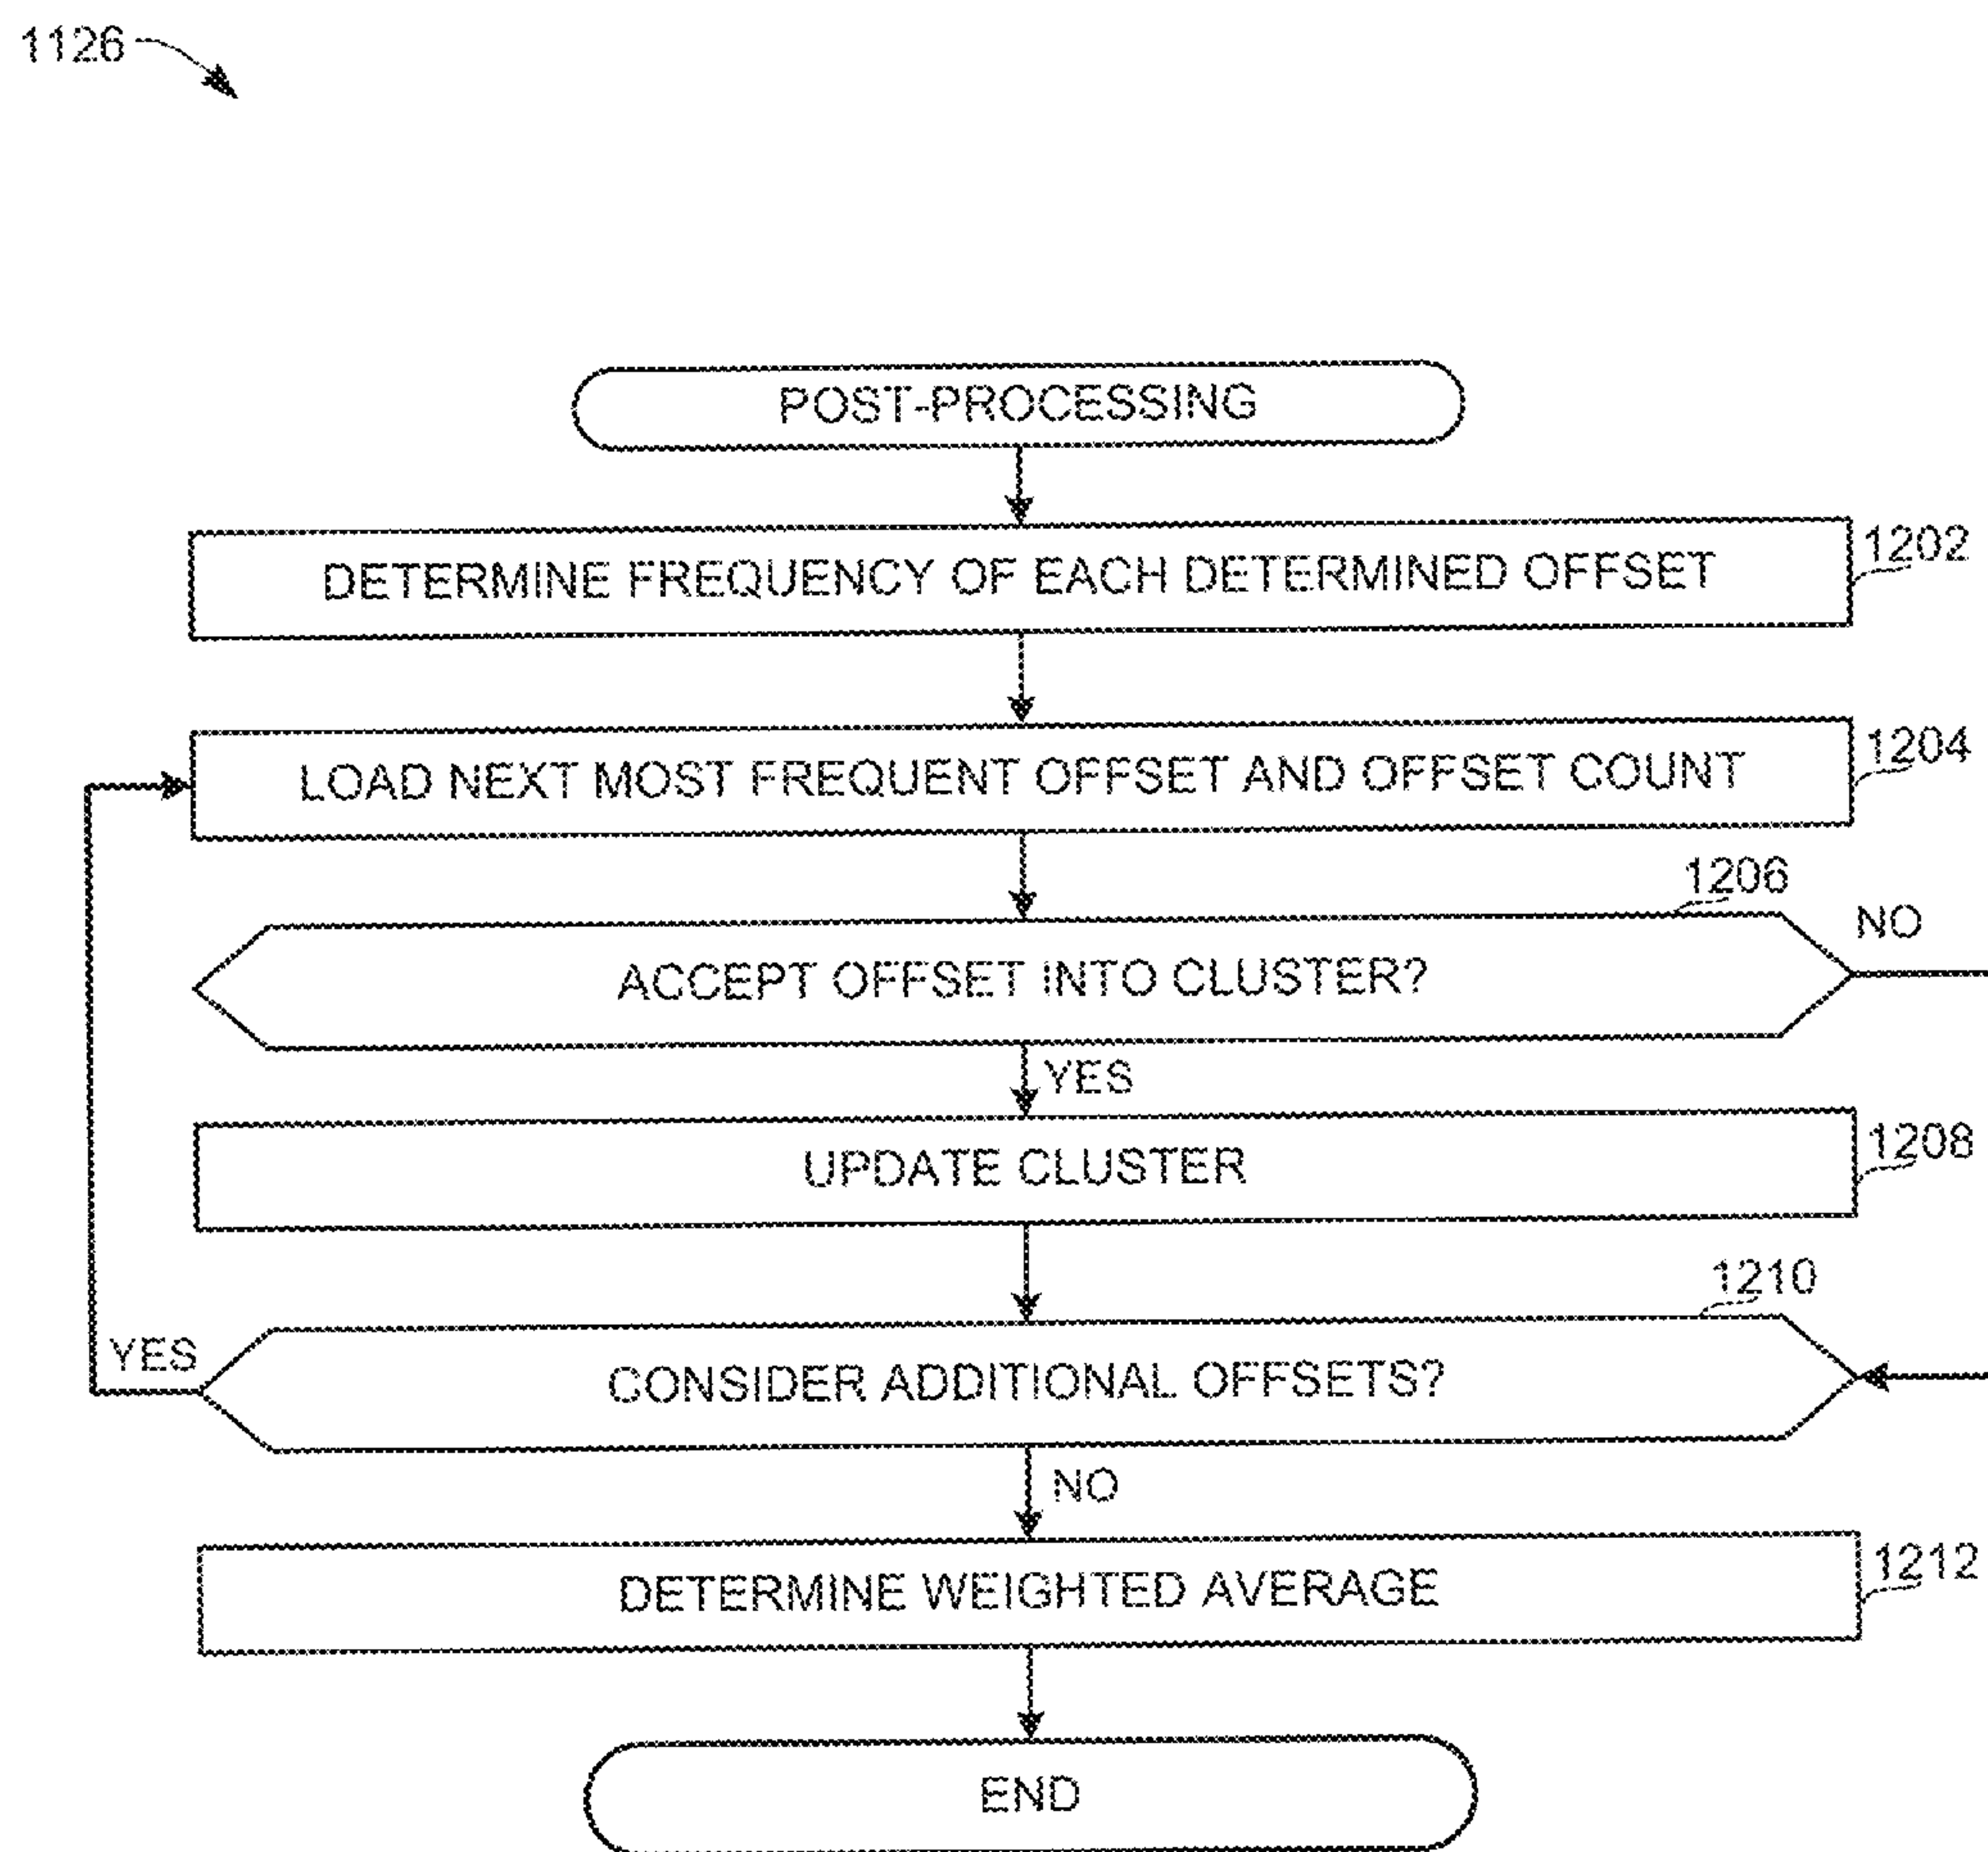 1126
POST-PROCESSING
DETERMINE FREQUENCY OF EACH DETERMINED OFFSET
1202
LOAD NEXT MOST FREQUENT OFFSET AND OFFSET COUNT
1204
1206
ACCEPT OFFSET INTO CLUSTER?
NO
YES
UPDATE CLUSTER
1208
1210
YES
CONSIDER ADDITIONAL OFFSETS?
NO
DETERMINE WEIGHTED AVERAGE
1212
END